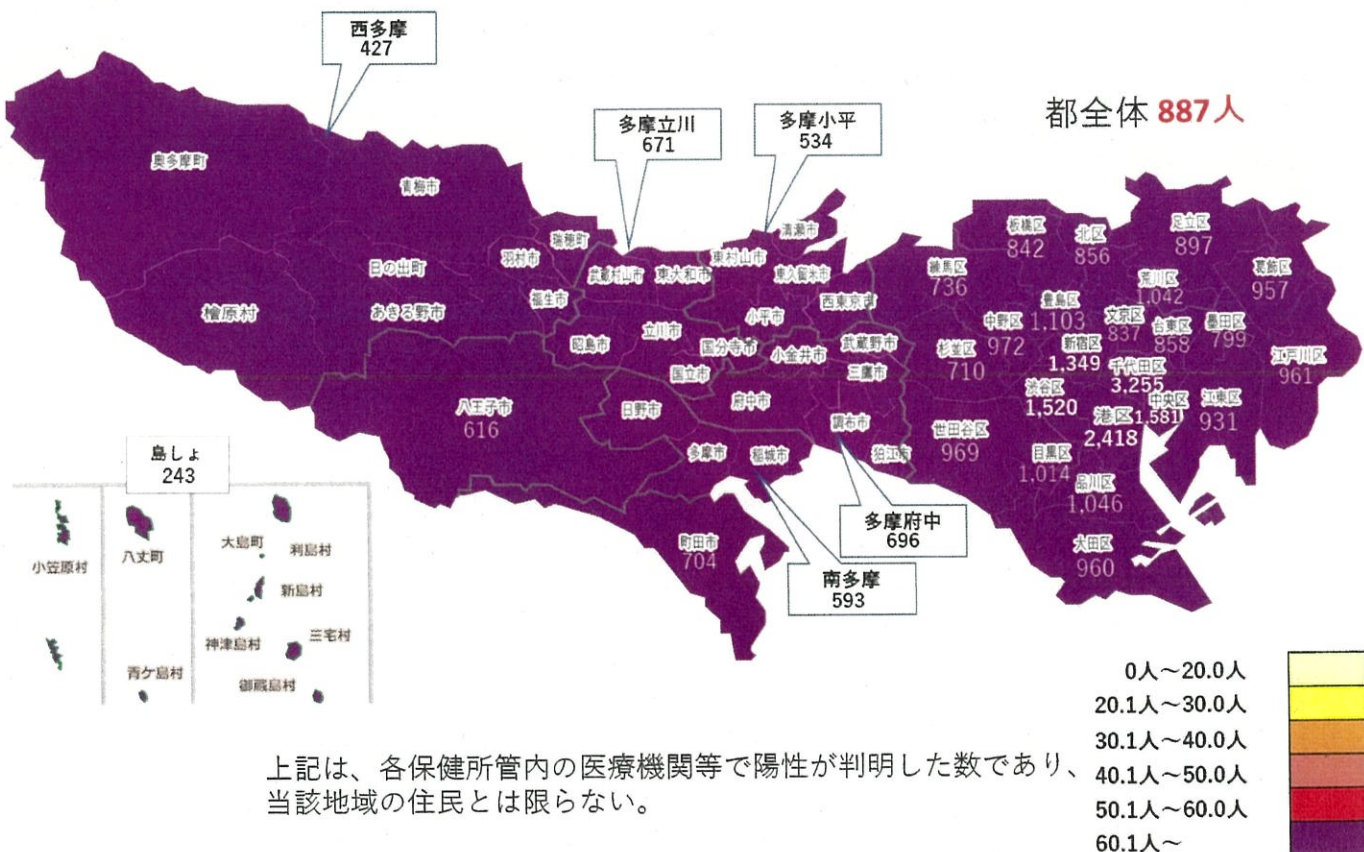 西多摩
427
多摩立川
671
多摩小平
534
都全体 887人
奥多摩町
青梅市
瑞穂町
羽村市
日の出町
福生市
檜原村
あきる野市
武蔵村山市
東大和市
東村山市
清瀬市
東久留米市
西東京市
小平市
立川市
昭島市
国分寺市
小金井市
武蔵野市
三鷹市
国立市
八王子市
616
日野市
府中市
調布市
多摩市
稲城市
狛江市
町田市
704
多摩府中
696
南多摩
593
板橋区
842
北区
856
足立区
897
練馬区
736
荒川区
1,042
葛飾区
957
豊島区
1,103
中野区
972
文京区
837
台東区
858
墨田区
799
杉並区
710
新宿区
1,349
千代田区
3,255
江戸川区
961
渋谷区
1,520
中央区
1,581
江東区
931
港区
2,418
世田谷区
969
目黒区
1,014
品川区
1,046
大田区
960
島しょ
243
小笠原村
八丈町
青ケ島村
大島町
利島村
新島村
神津島村
三宅村
御蔵島村
0人～20.0人
20.1人～30.0人
30.1人～40.0人
40.1人～50.0人
50.1人～60.0人
60.1人～
上記は、各保健所管内の医療機関等で陽性が判明した数であり、
当該地域の住民とは限らない。